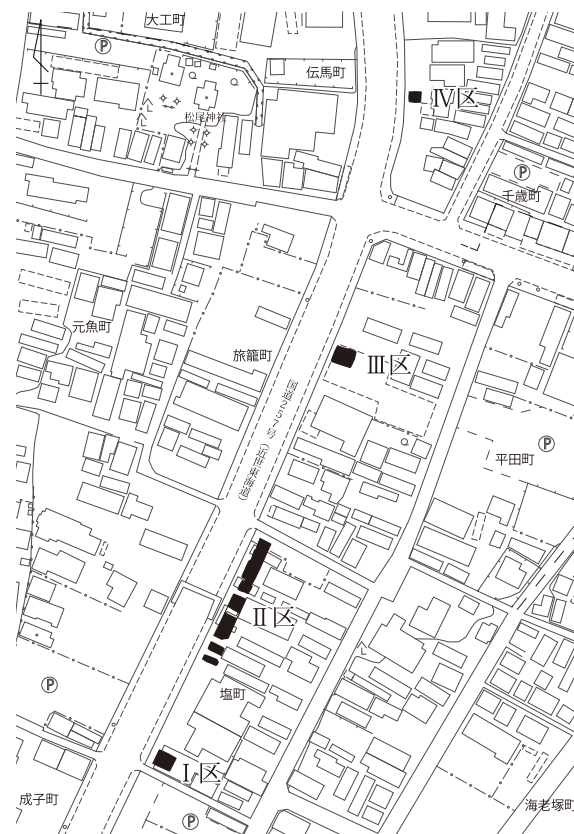 大工町
Ⓟ
伝馬町
松尾神社
Ⅳ区
Ⓟ
千歳町
元魚町
旅籠町
Ⅲ区
国道257号（近世東海道）
Ⓟ
平田町
Ⅱ区
Ⓟ
塩町
Ⅰ区
成子町
Ⓟ
海老塚町